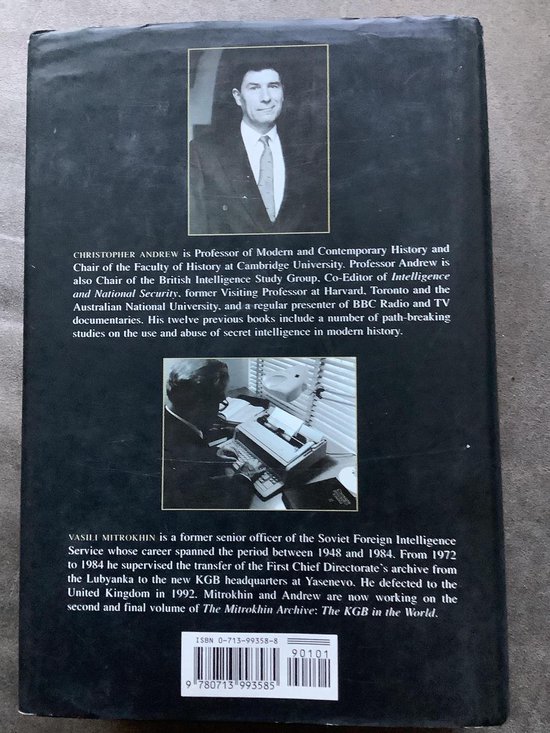 CHRISTOPHER ANDREW is Professor of Modern and Contemporary History and
Chair of the Faculty of History at Cambridge University. Professor Andrew
is also Chair of the British Intelligence Study Group, Co-Editor of Intelligence
and National Security, former Visiting Professor at Harvard, Toronto and the
Australian National University, and a regular presenter of BBC Radio and TV
documentaries. His twelve previous books include a number of path-breaking
studies on the use and abuse of secret intelligence in modern history.
VASILI MITROKHIN is a former senior officer of the Soviet Foreign Intelligence
Service whose career spanned the period between 1948 and 1984. From 1972
to 1984 he supervised the transfer of the First Chief Directorate's archive from
the Lubyanka to the new KGB headquarters at Yasenevo. He defected to the
United Kingdom in 1992. Mitrokhin and Andrew are now working on the
second and final volume of The Mitrokhin Archive: The KGB in the World.
ISBN 0-713-99358-8
90101
9 780713 993585